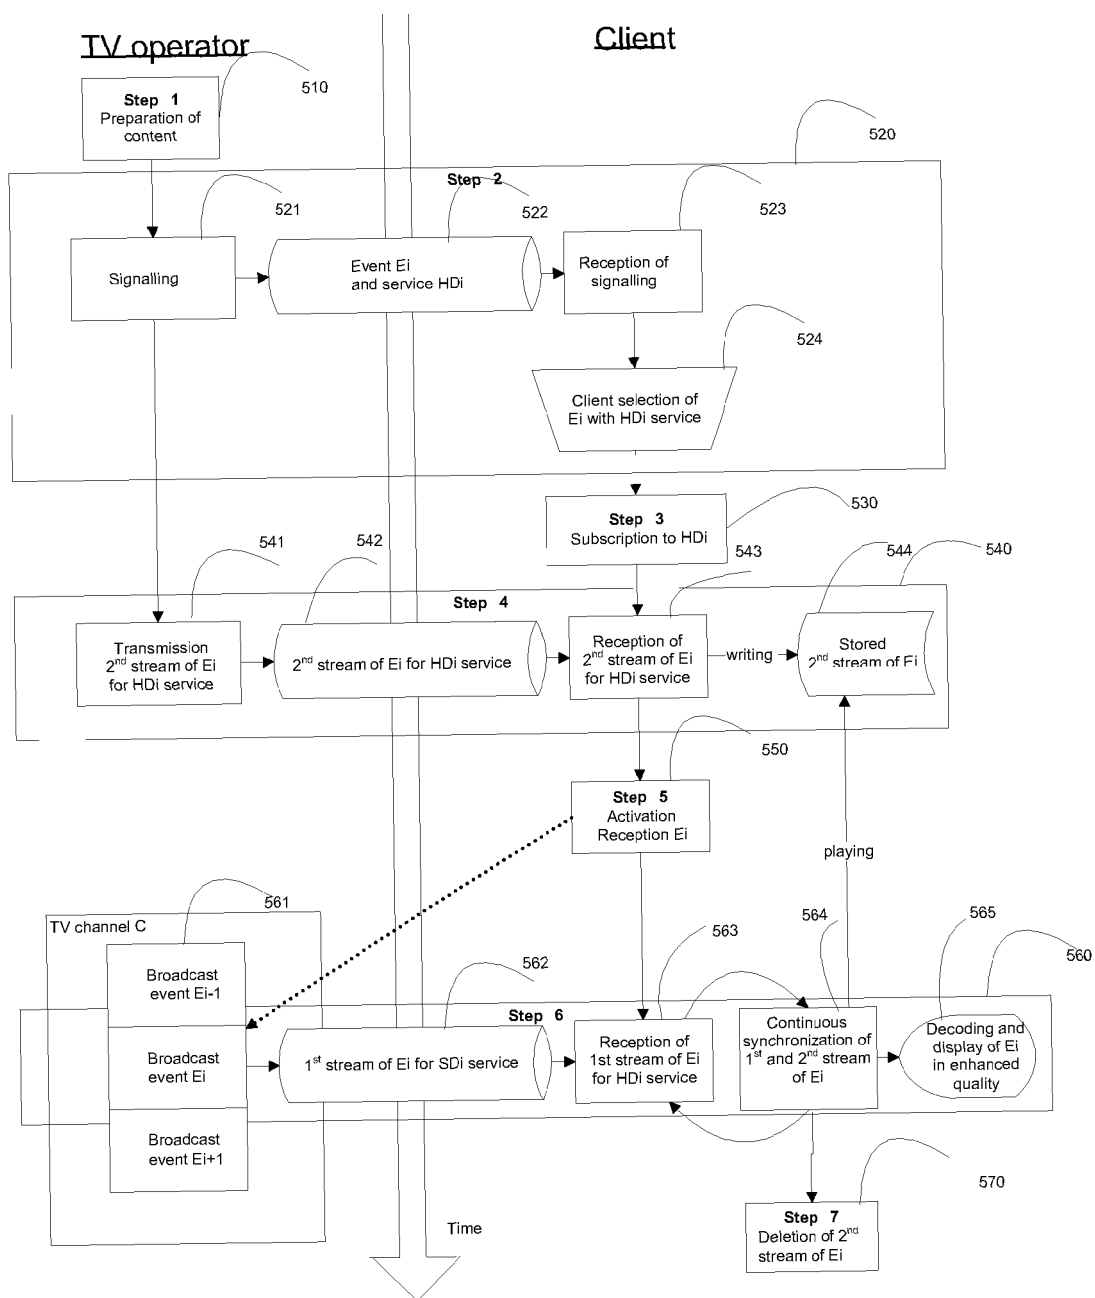 TV operator
Client
510
Step 1
Preparation of
content
520
Step 2
521
522
523
Signalling
Event Ei
and service HDi
Reception of
signalling
524
Client selection of
Ei with HDi service
530
Step 3
Subscription to HDi
541
542
543
544
540
Step 4
Transmission
2nd stream of Ei
for HDi service
2nd stream of Ei for HDi service
Reception of
2nd stream of Ei
for HDi service
writing
Stored
2nd stream of Ei
550
Step 5
Activation
Reception Ei
playing
561
TV channel C
562
563
564
565
560
Broadcast
event Ei-1
Step 6
Broadcast
event Ei
1st stream of Ei for SDi service
Reception of
1st stream of Ei
for HDi service
Continuous
synchronization of
1st and 2nd stream
of Ei
Decoding and
display of Ei
in enhanced
quality
Broadcast
event Ei+1
570
Time
Step 7
Deletion of 2nd
stream of Ei